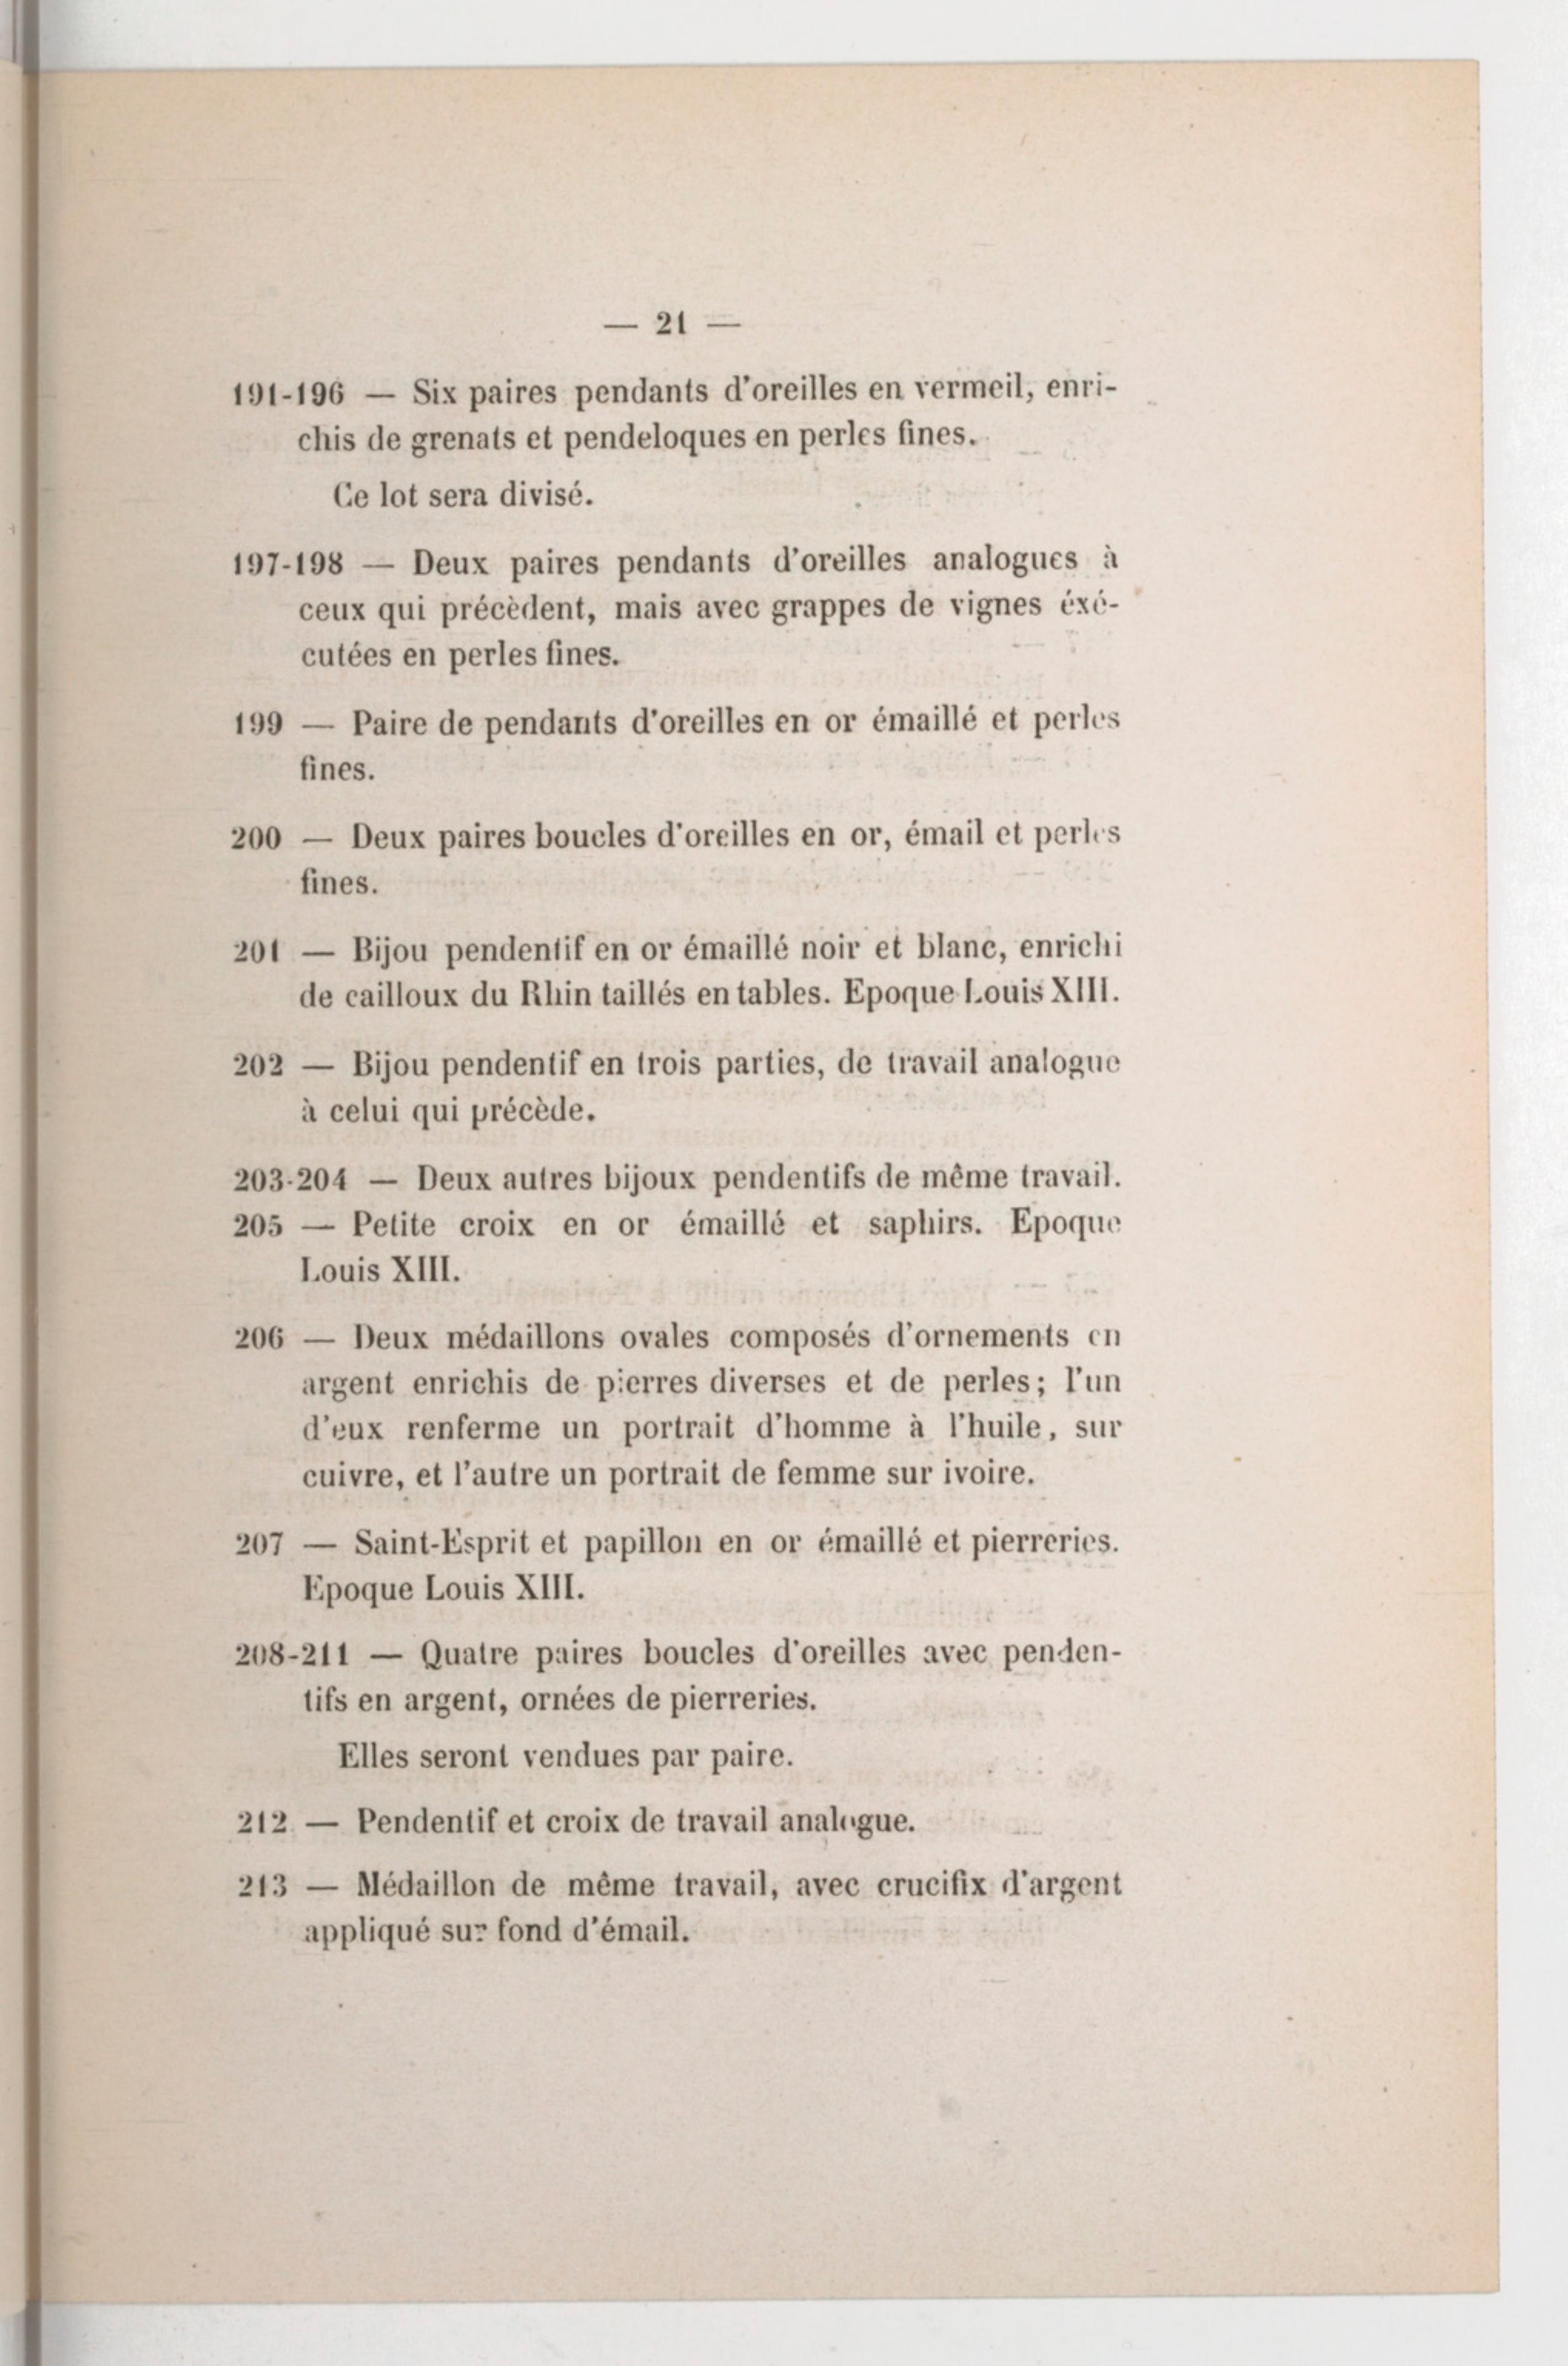 — 21 —
191-196 — Six paires pendants d'oreilles en vermeil, enri-
chis de grenats et pendeloques en perles fines.
Ce lot sera divisé.
197-198 — Deux paires pendants d'oreilles analogues à
ceux qui précèdent, mais avec grappes de vignes éxé-
cutées en perles fines.
199 — Paire de pendants d'oreilles en or émaillé et perles
fines.
200 — Deux paires boucles d'oreilles en or, émail et perles
fines.
201 — Bijou pendentif en or émaillé noir et blanc, enrichi
de cailloux du Rhin taillés en tables. Epoque Louis XIII.
202 — Bijou pendentif en trois parties, de travail analogue
à celui qui précède.
203-204 — Deux autres bijoux pendentifs de même travail.
205 — Petite croix en or émaillé et saphirs. Epoque
Louis XIII.
206 — Deux médaillons ovales composés d'ornements en
argent enrichis de pierres diverses et de perles; l'un
d'eux renferme un portrait d'homme à l'huile, sur
cuivre, et l'autre un portrait de femme sur ivoire.
207 — Saint-Esprit et papillon en or émaillé et pierreries.
Epoque Louis XIII.
208-211 — Quatre paires boucles d'oreilles avec penden-
tifs en argent, ornées de pierreries.
Elles seront vendues par paire.
212 — Pendentif et croix de travail analogue.
213 — Médaillon de même travail, avec crucifix d'argent
appliqué sur fond d'émail.